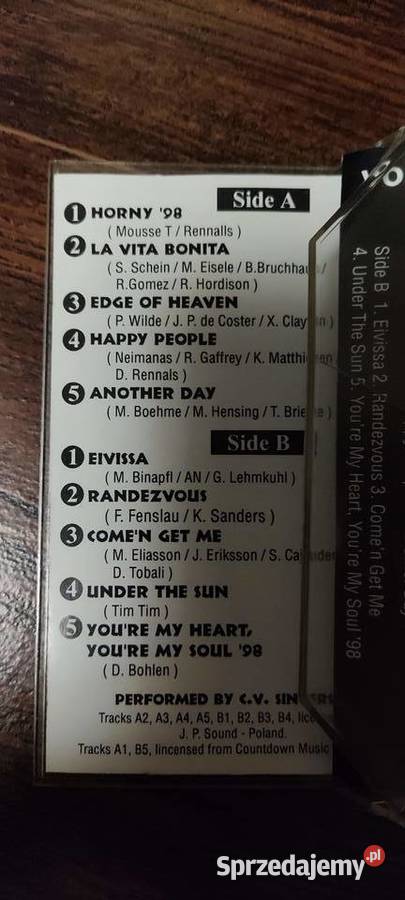 Side A
1 HORNY '98
( Mousse T / Rennalls )
2 LA VITA BONITA
( S. Schein / M. Eisele / B.Bruchhau /
R.Gomez / R. Hordison )
3 EDGE OF HEAVEN
( P. Wilde / J. P. de Coster / X. Clay n )
4 HAPPY PEOPLE
( Neimanas / R. Gaffrey / K. Matthi en
D. Rennals )
5 ANOTHER DAY
( M. Boehme / M. Hensing / T. Brie e )
Side B
1 EIVISSA
( M. Binapfl / AN / G. Lehmkuhl )
2 RANDEZVOUS
( F. Fenslau / K. Sanders )
3 COME'N GET ME
( M. Eliasson / J. Eriksson / S. Ca der
D. Tobali )
4 UNDER THE SUN
( Tim Tim )
5 YOU'RE MY HEART,
YOU'RE MY SOUL '98
( D. Bohlen )
PERFORMED BY C.V. SIN ERS
Tracks A2, A3, A4, A5, B1, B2, B3, B4, lic
J. P. Sound - Poland.
Tracks A1, B5, lincensed from Countdown Music
Side B 1. Eivissa 2. Randezvous 3. Come'n Get Me
4. Under The Sun 5. You're My Heart, You're My Soul '98
Sprzedajemy.pl